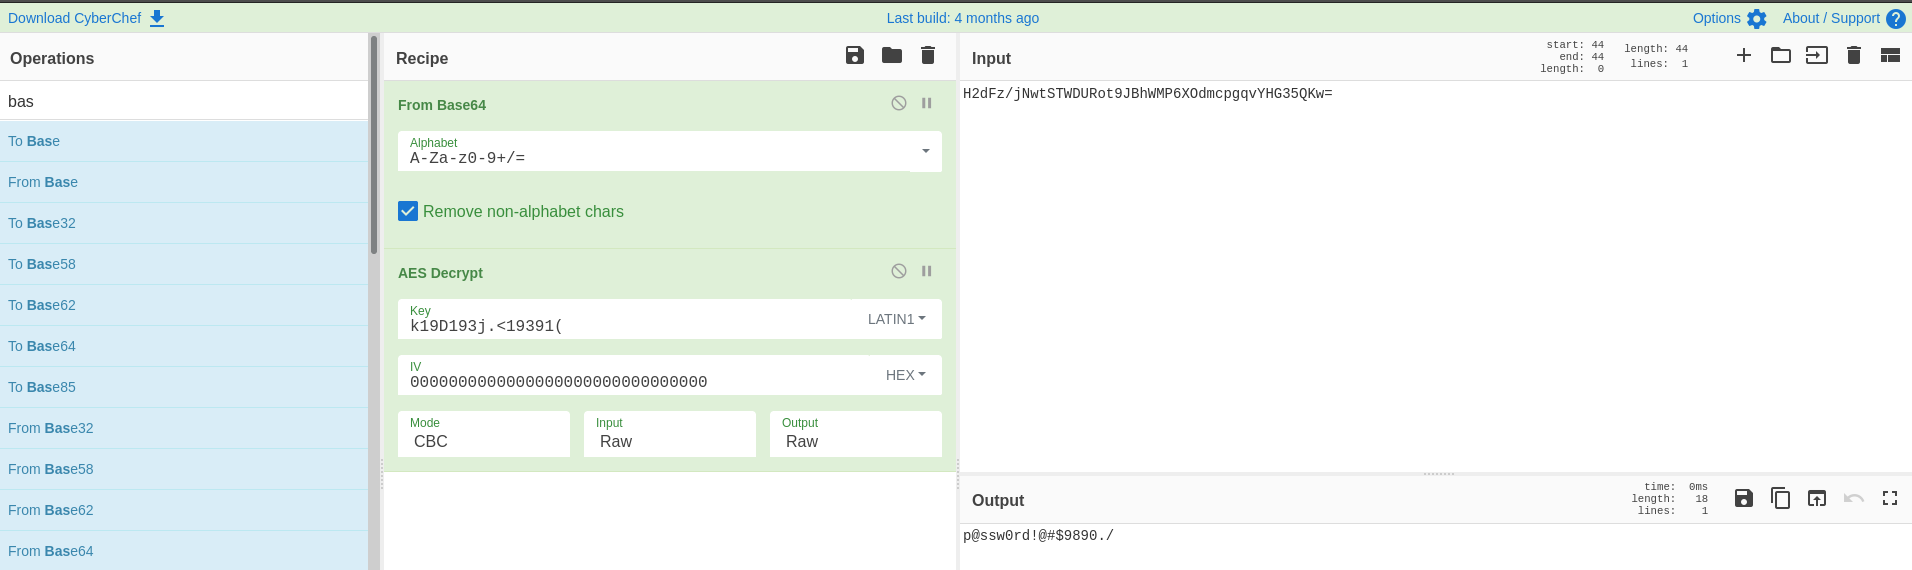 Download CyberChef
Last build: 4 months ago
Options
About / Support
Operations
bas
To Base
From Base
To Base32
To Base58
To Base62
To Base64
To Base85
From Base32
From Base58
From Base62
From Base64
Recipe
From Base64
Alphabet
A-Za-z0-9+/=
Remove non-alphabet chars
AES Decrypt
Key
k19D193j.<19391(
LATIN1
IV
0000000000000000000000000000000
HEX
Mode
CBC
Input
Raw
Output
Raw
Input
start: 44
end: 44
length: 0
length: 44
lines: 1
H2dFz/jNwtSTWDURot9JBhWMP6XOdmcpgqvYHG35QKw=
Output
time: 0ms
length: 18
lines: 1
p@ssw0rd!@#$9890./